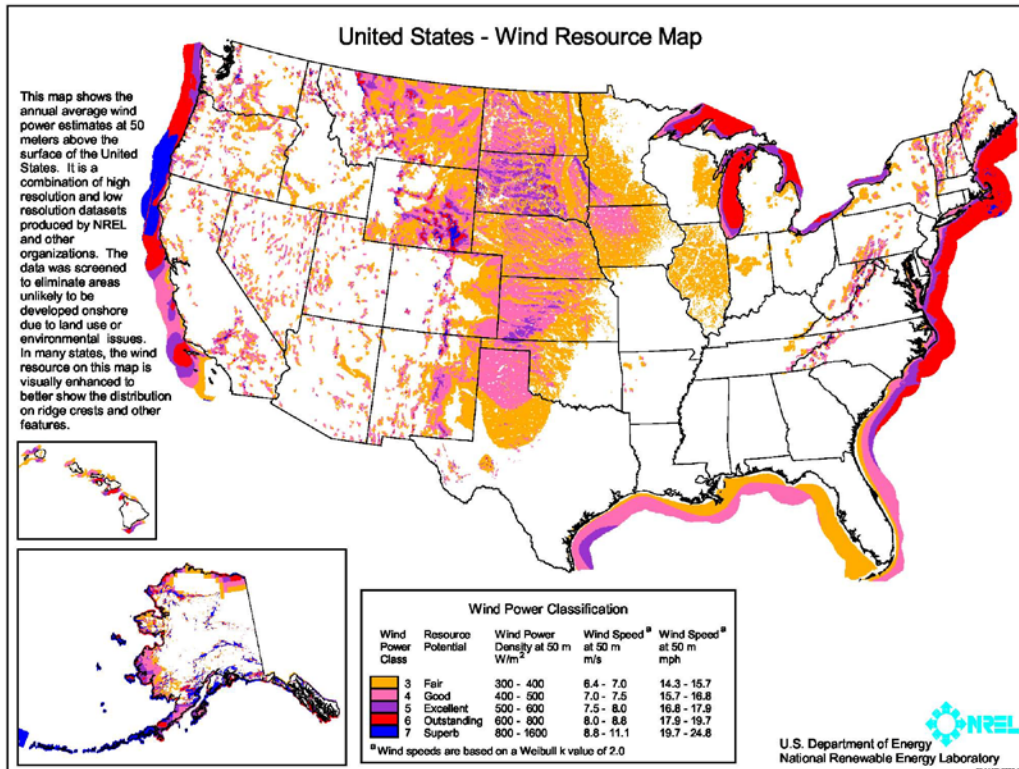 United States - Wind Resource Map
This map shows the
annual average wind
power estimates at 50
meters above the
surface of the United
States. It is a
combination of high
resolution and low
resolution datasets
produced by NREL
and other
organizations. The
data was screened
to eliminate areas
unlikely to be
developed onshore
due to land use or
environmental issues.
In many states, the wind
resource on this map is
visually enhanced to
better show the distribution
on ridge crests and other
features.
Wind Power Classification
Wind Resource Wind Power Wind Speed a Wind Speed a
Power Potential Density at 50 m at 50 m at 50 m
Class W/m2 m/s mph
3 Fair 300 - 400 6.4 - 7.0 14.3 - 15.7
4 Good 400 - 500 7.0 - 7.5 15.7 - 16.8
5 Excellent 500 - 600 7.5 - 8.0 16.8 - 17.9
6 Outstanding 600 - 800 8.0 - 8.8 17.9 - 19.7
7 Superb 800 - 1600 8.8 - 11.1 19.7 - 24.8
a Wind speeds are based on a Weibull k value of 2.0
NREL
U.S. Department of Energy
National Renewable Energy Laboratory